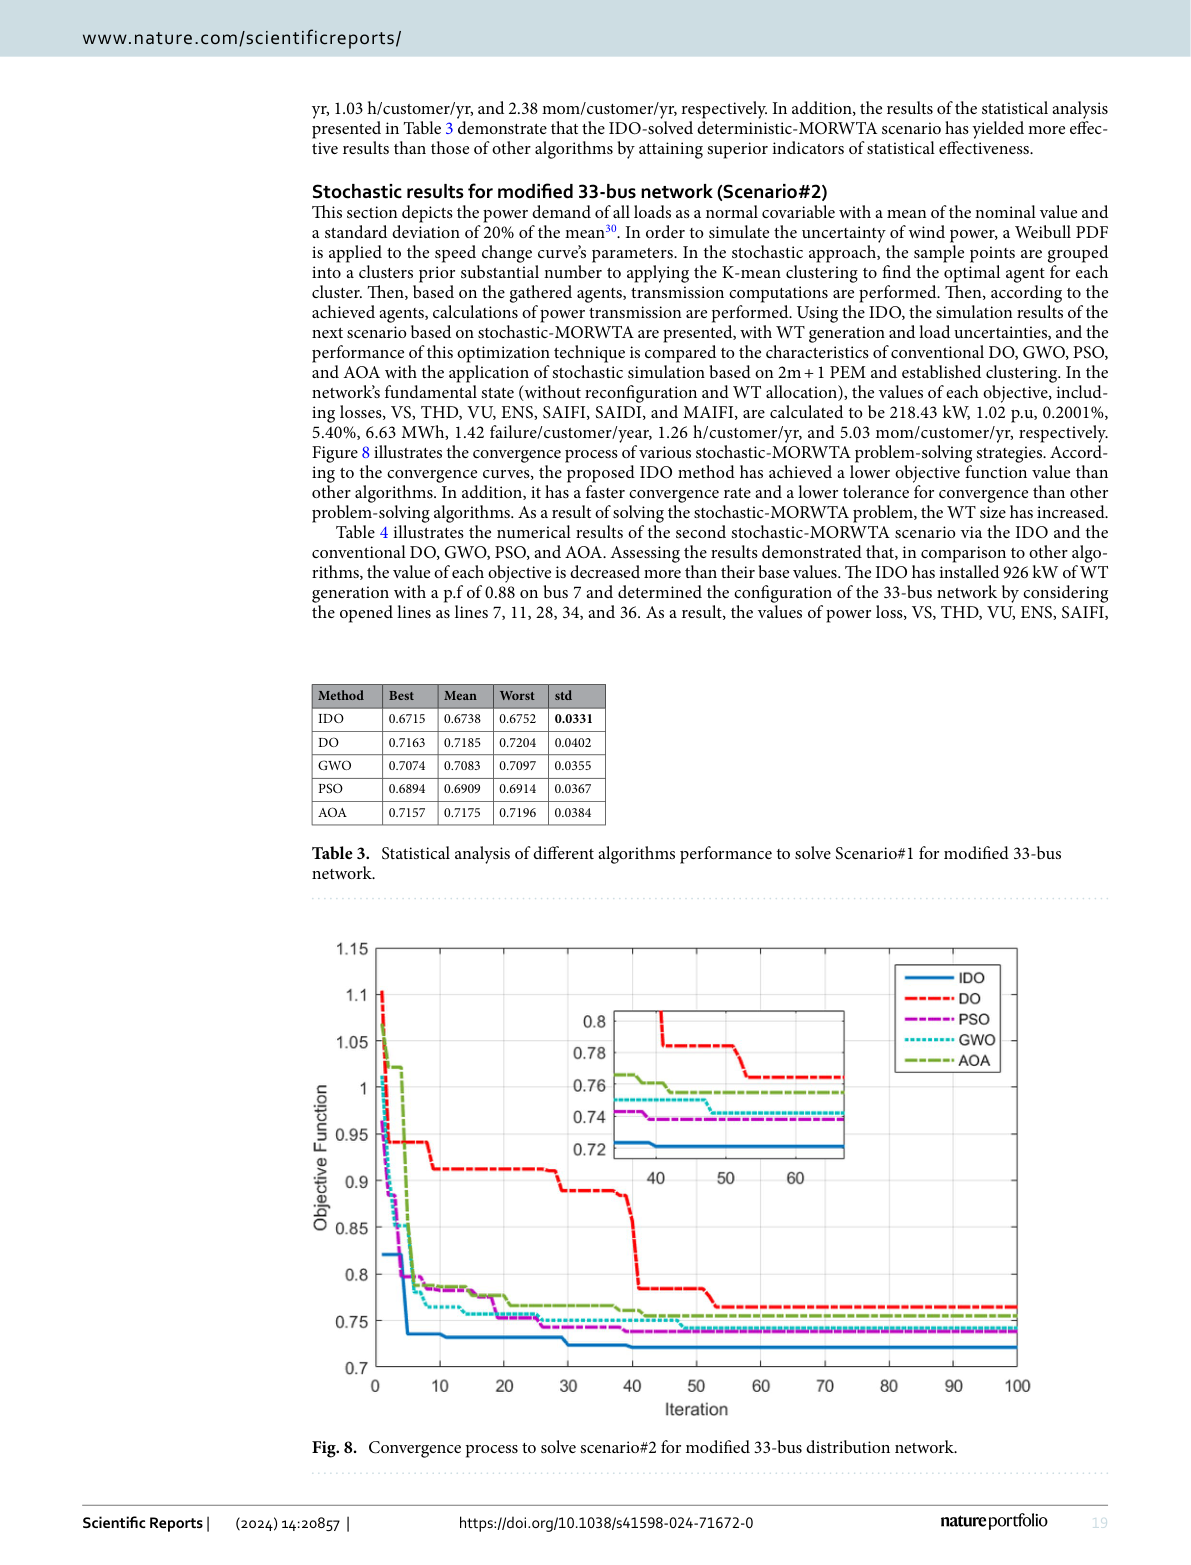 www.nature.com/scientificreports/
yr, 1.03 h/customer/yr, and 2.38 mom/customer/yr, respectively. In addition, the results of the statistical analysis
presented in Table 3 demonstrate that the IDO-solved deterministic-MORWTA scenario has yielded more effec-
tive results than those of other algorithms by attaining superior indicators of statistical effectiveness.
Stochastic results for modified 33-bus network (Scenario#2)
This section depicts the power demand of all loads as a normal covariable with a mean of the nominal value and
a standard deviation of 20% of the mean30. In order to simulate the uncertainty of wind power, a Weibull PDF
is applied to the speed change curve's parameters. In the stochastic approach, the sample points are grouped
into a clusters prior substantial number to applying the K-mean clustering to find the optimal agent for each
cluster. Then, based on the gathered agents, transmission computations are performed. Then, according to the
achieved agents, calculations of power transmission are performed. Using the IDO, the simulation results of the
next scenario based on stochastic-MORWTA are presented, with WT generation and load uncertainties, and the
performance of this optimization technique is compared to the characteristics of conventional DO, GWO, PSO,
and AOA with the application of stochastic simulation based on 2m + 1 PEM and established clustering. In the
network's fundamental state (without reconfiguration and WT allocation), the values of each objective, includ-
ing losses, VS, THD, VU, ENS, SAIFI, SAIDI, and MAIFI, are calculated to be 218.43 kW, 1.02 p.u, 0.2001%,
5.40%, 6.63 MWh, 1.42 failure/customer/year, 1.26 h/customer/yr, and 5.03 mom/customer/yr, respectively.
Figure 8 illustrates the convergence process of various stochastic-MORWTA problem-solving strategies. Accord-
ing to the convergence curves, the proposed IDO method has achieved a lower objective function value than
other algorithms. In addition, it has a faster convergence rate and a lower tolerance for convergence than other
problem-solving algorithms. As a result of solving the stochastic-MORWTA problem, the WT size has increased.
Table 4 illustrates the numerical results of the second stochastic-MORWTA scenario via the IDO and the
conventional DO, GWO, PSO, and AOA. Assessing the results demonstrated that, in comparison to other algo-
rithms, the value of each objective is decreased more than their base values. The IDO has installed 926 kW of WT
generation with a p.f of 0.88 on bus 7 and determined the configuration of the 33-bus network by considering
the opened lines as lines 7, 11, 28, 34, and 36. As a result, the values of power loss, VS, THD, VU, ENS, SAIFI,
Method Best Mean Worst std
IDO 0.6715 0.6738 0.6752 0.0331
DO 0.7163 0.7185 0.7204 0.0402
GWO 0.7074 0.7083 0.7097 0.0355
PSO 0.6894 0.6909 0.6914 0.0367
AOA 0.7157 0.7175 0.7196 0.0384
Table 3. Statistical analysis of different algorithms performance to solve Scenario#1 for modified 33-bus
network.
1.15
1.1
1.05
1
0.95
0.9
0.85
0.8
0.75
0.7
Objective Function
0 10 20 30 40 50 60 70 80 90 100
Iteration
0.8
0.78
0.76
0.74
0.72
40 50 60
IDO
DO
PSO
GWO
AOA
Fig. 8. Convergence process to solve scenario#2 for modified 33-bus distribution network.
Scientific Reports | (2024) 14:20857 | https://doi.org/10.1038/s41598-024-71672-0 nature portfolio 19